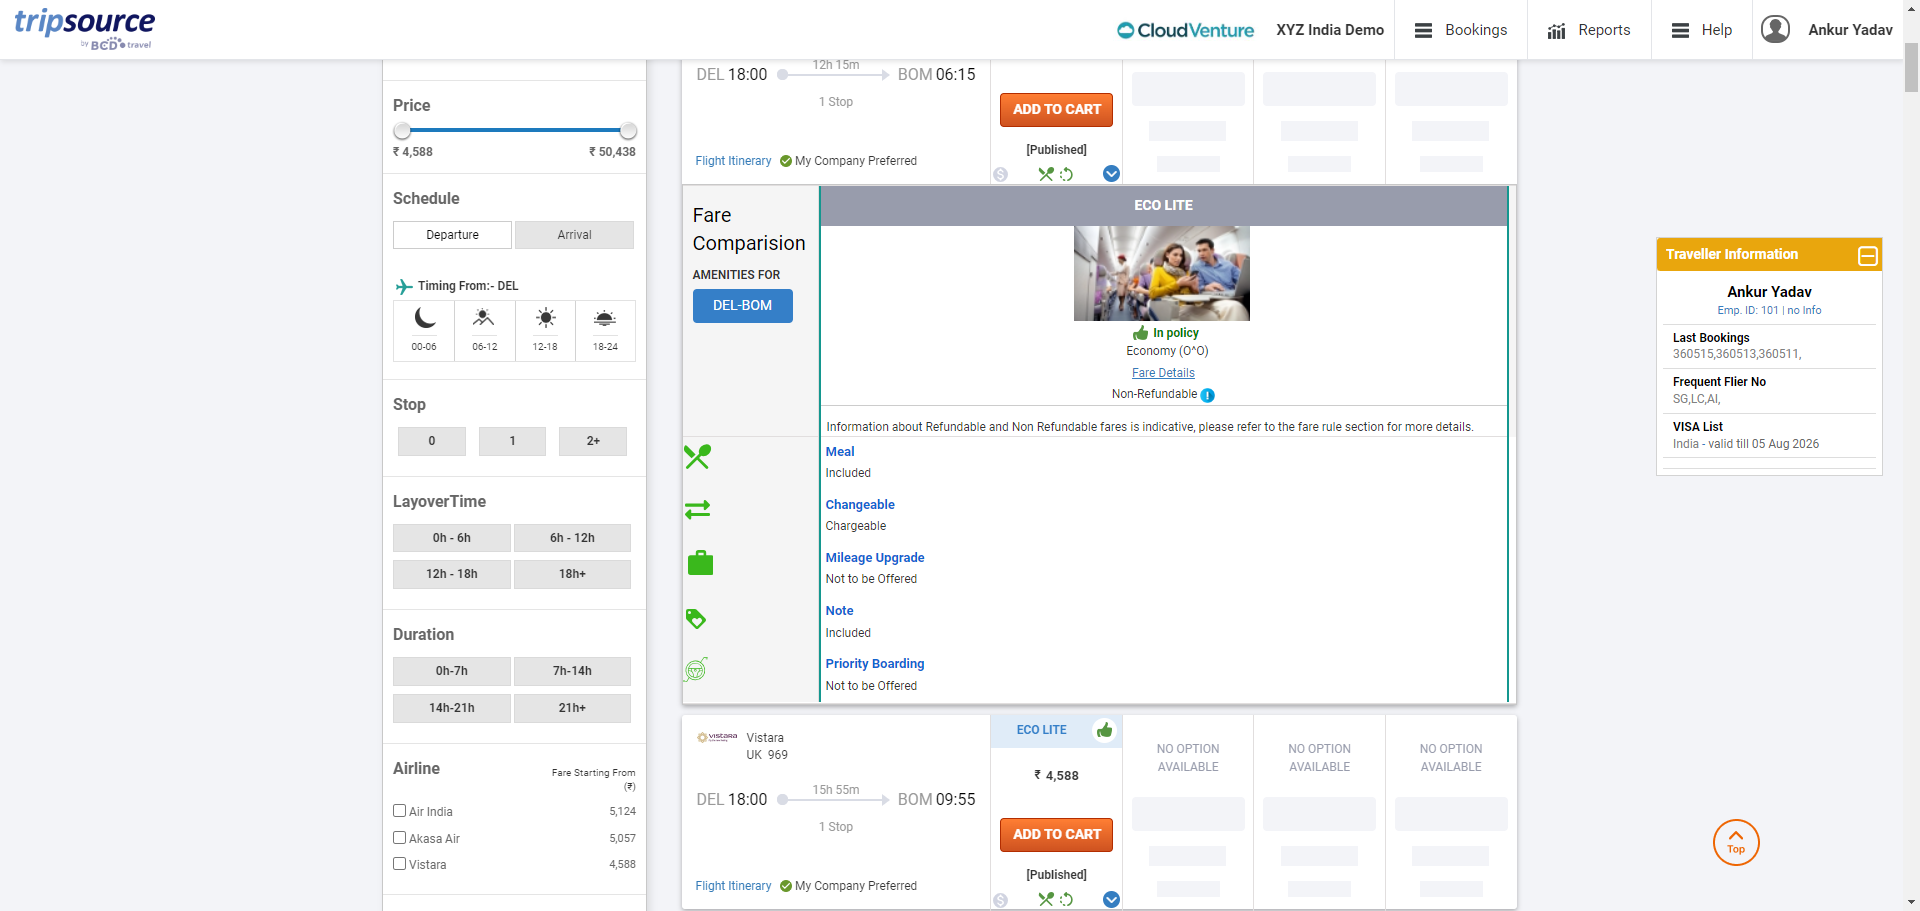 tripsource
by BCD travel
CloudVenture
XYZ India Demo
Bookings
Reports
Help
Ankur Yadav
Price
₹ 4,588
₹ 50,438
Schedule
Departure
Arrival
Timing From:- DEL
00-06
06-12
12-18
18-24
Stop
0
1
2+
LayoverTime
0h - 6h
6h - 12h
12h - 18h
18h+
Duration
0h-7h
7h-14h
14h-21h
21h+
Airline
Fare Starting From
(₹)
Air India 5,124
Akasa Air 5,057
Vistara 4,588
DEL 18:00
12h 15m
BOM 06:15
1 Stop
Flight Itinerary
My Company Preferred
ADD TO CART
[Published]
Fare
Comparision
AMENITIES FOR
DEL-BOM
ECO LITE
In policy
Economy (O^O)
Fare Details
Non-Refundable
Information about Refundable and Non Refundable fares is indicative, please refer to the fare rule section for more details.
Meal
Included
Changeable
Chargeable
Mileage Upgrade
Not to be Offered
Note
Included
Priority Boarding
Not to be Offered
VISTARA
Vistara
UK 969
DEL 18:00
15h 55m
BOM 09:55
1 Stop
Flight Itinerary
My Company Preferred
ECO LITE
₹ 4,588
ADD TO CART
[Published]
NO OPTION
AVAILABLE
NO OPTION
AVAILABLE
NO OPTION
AVAILABLE
Traveller Information
Ankur Yadav
Emp. ID: 101 | no Info
Last Bookings
360515,360513,360511,
Frequent Flier No
SG,LC,AI,
VISA List
India - valid till 05 Aug 2026
Top